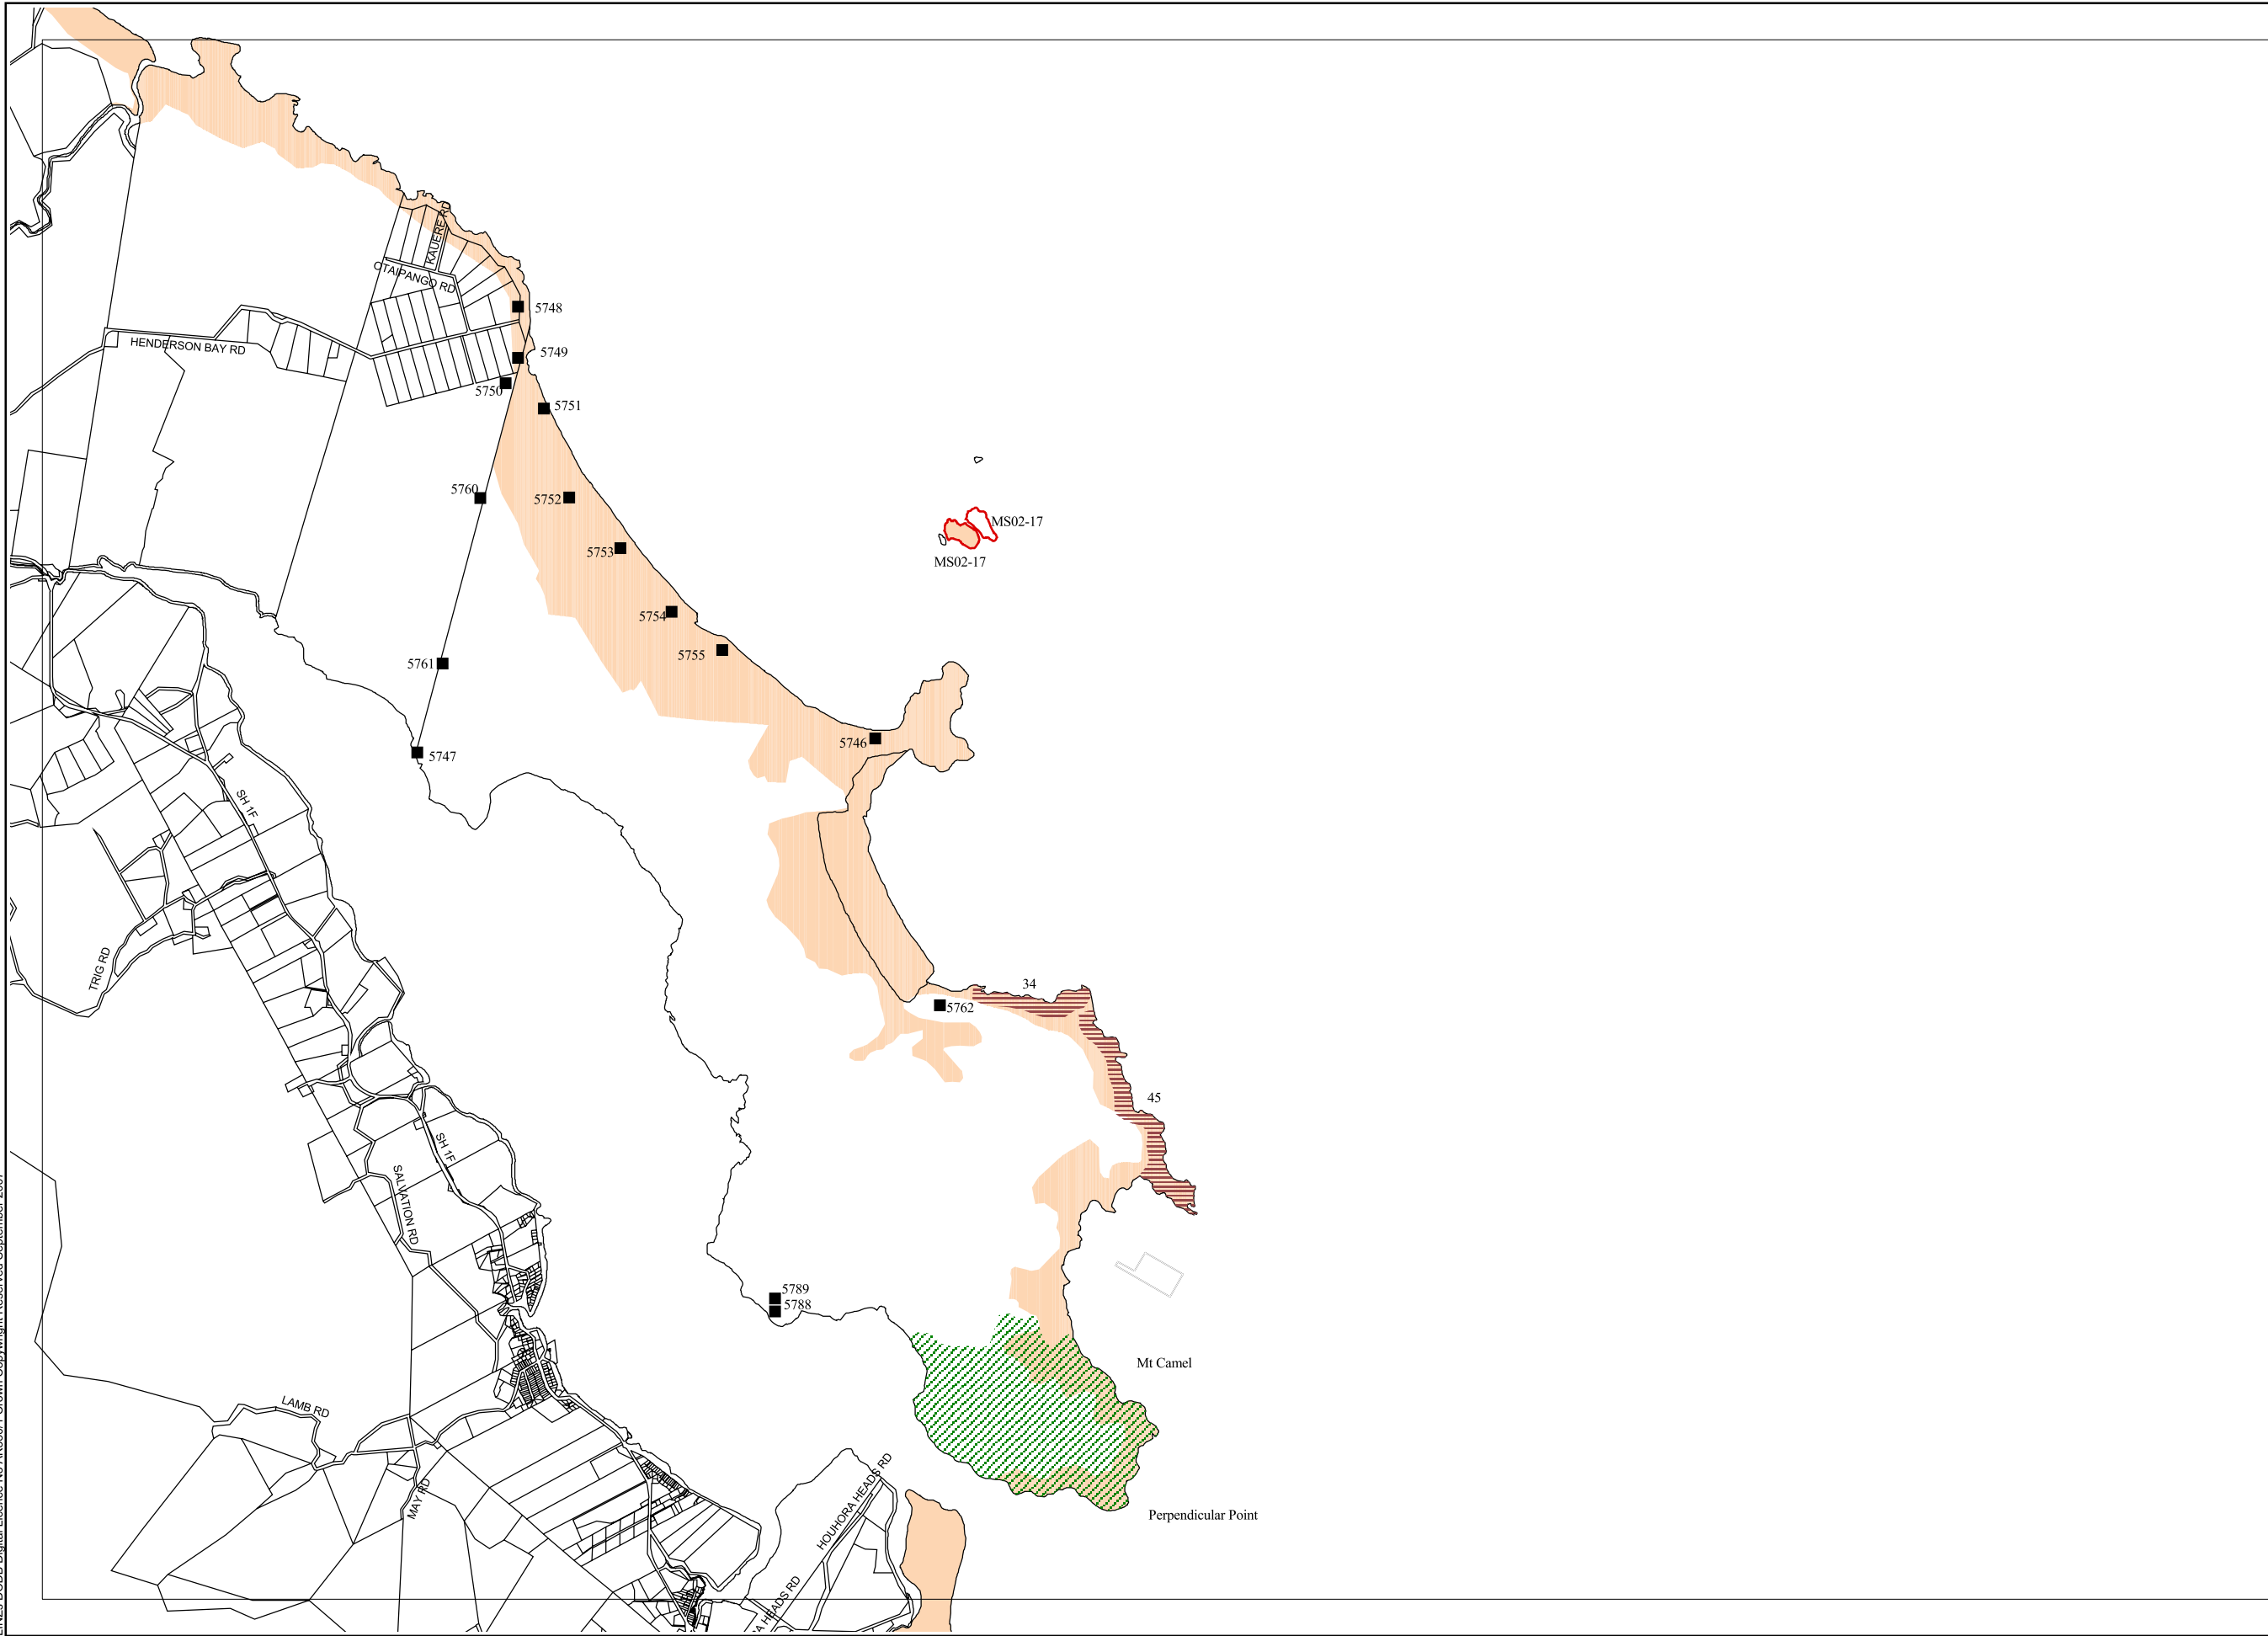 KAUERE RD
OTAIPANGO RD
5748
HENDERSON BAY RD
5749
5750
5751
5760
5752
MS02-17
5753
MS02-17
5754
5755
5761
5746
5747
SH 1F
TRIG RD
34
5762
45
SH 1F
SALVATION RD
5789
5788
Mt Camel
LAMB RD
MAY RD
HOUHORA HEADS RD
Perpendicular Point
HEADS RD